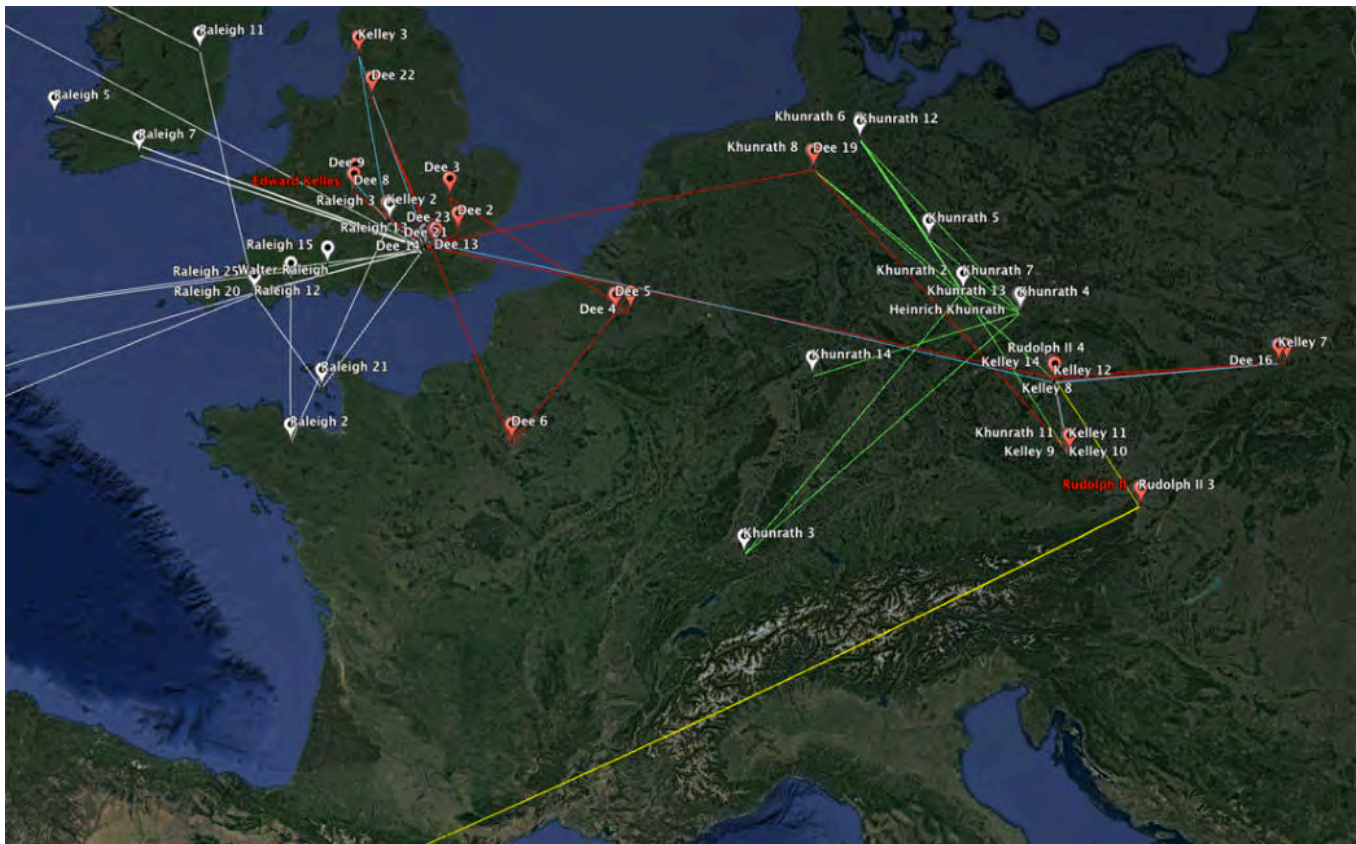 Raleigh 11
Kelley 3
Dee 22
Raleigh 5
Khunrath 6
Khunrath 12
Raleigh 7
Khunrath 8
Dee 19
Dee 9
Dee 3
Edward Kelley
Dee 8
Raleigh 3
Kelley 2
Dee 23
Dee 2
Raleigh 13
Dee 21
Khunrath 5
Raleigh 15
Dee 14
Dee 13
Raleigh 25
Walter Raleigh
Khunrath 2
Khunrath 7
Raleigh 20
Raleigh 12
Dee 5
Khunrath 13
Khunrath 4
Dee 4
Heinrich Khunrath
Rudolph II 4
Kelley 7
Khunrath 14
Kelley 14
Dee 16
Raleigh 21
Kelley 12
Kelley 8
Raleigh 2
Dee 6
Khunrath 11
Kelley 11
Kelley 9
Kelley 10
Rudolph II
Rudolph II 3
Khunrath 3